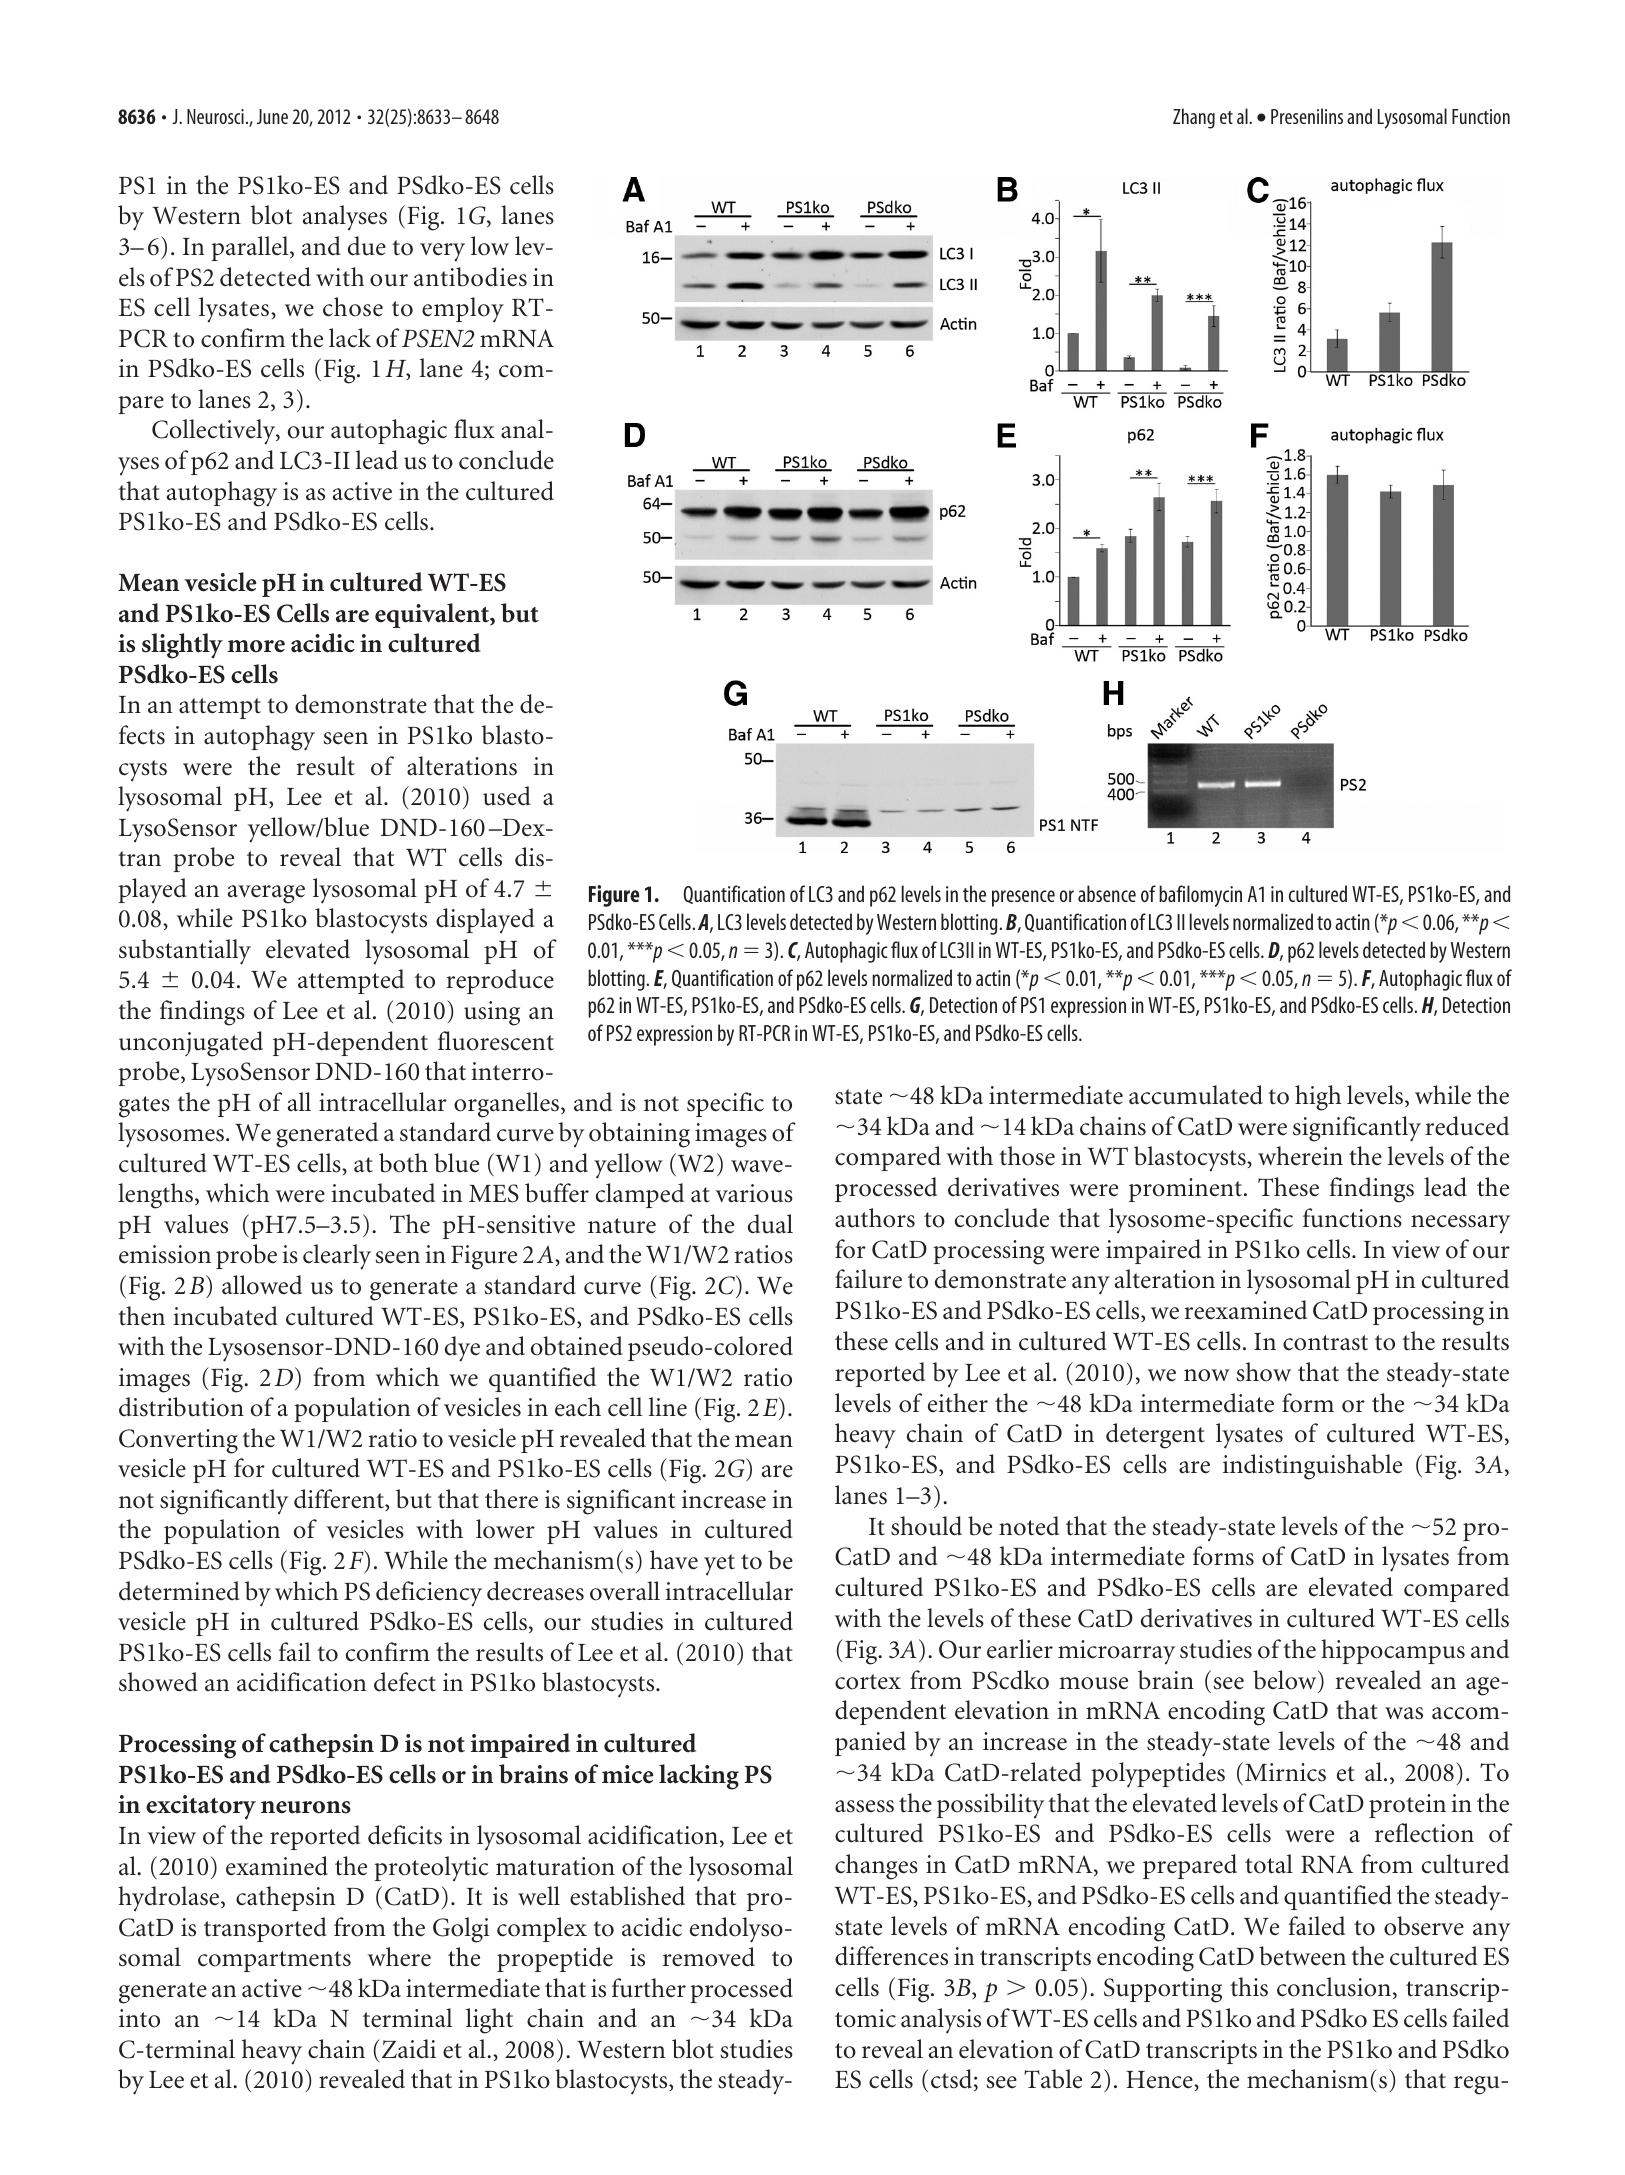 8636 • J. Neurosci., June 20, 2012 • 32(25):8633–8648
Zhang et al. • Presenilins and Lysosomal Function
PS1 in the PS1ko-ES and PSdko-ES cells
by Western blot analyses (Fig. 1G, lanes
3–6). In parallel, and due to very low lev-
els of PS2 detected with our antibodies in
ES cell lysates, we chose to employ RT-
PCR to confirm the lack of PSEN2 mRNA
in PSdko-ES cells (Fig. 1H, lane 4; com-
pare to lanes 2, 3).
Collectively, our autophagic flux anal-
yses of p62 and LC3-II lead us to conclude
that autophagy is as active in the cultured
PS1ko-ES and PSdko-ES cells.
Mean vesicle pH in cultured WT-ES
and PS1ko-ES Cells are equivalent, but
is slightly more acidic in cultured
PSdko-ES cells
In an attempt to demonstrate that the de-
fects in autophagy seen in PS1ko blasto-
cysts were the result of alterations in
lysosomal pH, Lee et al. (2010) used a
LysoSensor yellow/blue DND-160–Dex-
tran probe to reveal that WT cells dis-
played an average lysosomal pH of 4.7 ±
0.08, while PS1ko blastocysts displayed a
substantially elevated lysosomal pH of
5.4 ± 0.04. We attempted to reproduce
the findings of Lee et al. (2010) using an
unconjugated pH-dependent fluorescent
probe, LysoSensor DND-160 that interro-
gates the pH of all intracellular organelles, and is not specific to
lysosomes. We generated a standard curve by obtaining images of
cultured WT-ES cells, at both blue (W1) and yellow (W2) wave-
lengths, which were incubated in MES buffer clamped at various
pH values (pH7.5–3.5). The pH-sensitive nature of the dual
emission probe is clearly seen in Figure 2A, and the W1/W2 ratios
(Fig. 2B) allowed us to generate a standard curve (Fig. 2C). We
then incubated cultured WT-ES, PS1ko-ES, and PSdko-ES cells
with the Lysosensor-DND-160 dye and obtained pseudo-colored
images (Fig. 2D) from which we quantified the W1/W2 ratio
distribution of a population of vesicles in each cell line (Fig. 2E).
Converting the W1/W2 ratio to vesicle pH revealed that the mean
vesicle pH for cultured WT-ES and PS1ko-ES cells (Fig. 2G) are
not significantly different, but that there is significant increase in
the population of vesicles with lower pH values in cultured
PSdko-ES cells (Fig. 2F). While the mechanism(s) have yet to be
determined by which PS deficiency decreases overall intracellular
vesicle pH in cultured PSdko-ES cells, our studies in cultured
PS1ko-ES cells fail to confirm the results of Lee et al. (2010) that
showed an acidification defect in PS1ko blastocysts.
Processing of cathepsin D is not impaired in cultured
PS1ko-ES and PSdko-ES cells or in brains of mice lacking PS
in excitatory neurons
In view of the reported deficits in lysosomal acidification, Lee et
al. (2010) examined the proteolytic maturation of the lysosomal
hydrolase, cathepsin D (CatD). It is well established that pro-
CatD is transported from the Golgi complex to acidic endolyso-
somal compartments where the propeptide is removed to
generate an active ~48 kDa intermediate that is further processed
into an ~14 kDa N terminal light chain and an ~34 kDa
C-terminal heavy chain (Zaidi et al., 2008). Western blot studies
by Lee et al. (2010) revealed that in PS1ko blastocysts, the steady-
A
WT PS1ko PSdko
Baf A1 – + – + – +
16– LC3 I
LC3 II
50– Actin
1 2 3 4 5 6
B
LC3 II
Fold
4.0
3.0
2.0
1.0
0
* ** ***
Baf – + – + – +
WT PS1ko PSdko
C
autophagic flux
LC3 II ratio (Baf/vehicle)
16
14
12
10
8
6
4
2
0
WT PS1ko PSdko
D
WT PS1ko PSdko
Baf A1 – + – + – +
64– p62
50–
50– Actin
1 2 3 4 5 6
E
p62
Fold
3.0
2.0
1.0
0
* ** ***
Baf – + – + – +
WT PS1ko PSdko
F
autophagic flux
p62 ratio (Baf/vehicle)
1.8
1.6
1.4
1.2
1.0
0.8
0.6
0.4
0.2
0
WT PS1ko PSdko
G
WT PS1ko PSdko
Baf A1 – + – + – +
50–
36– PS1 NTF
1 2 3 4 5 6
H
bps Marker WT PS1ko PSdko
500
400
PS2
1 2 3 4
Figure 1. Quantification of LC3 and p62 levels in the presence or absence of bafilomycin A1 in cultured WT-ES, PS1ko-ES, and
PSdko-ES Cells. A, LC3 levels detected by Western blotting. B, Quantification of LC3 II levels normalized to actin (*p < 0.06, **p <
0.01, ***p < 0.05, n = 3). C, Autophagic flux of LC3II in WT-ES, PS1ko-ES, and PSdko-ES cells. D, p62 levels detected by Western
blotting. E, Quantification of p62 levels normalized to actin (*p < 0.01, **p < 0.01, ***p < 0.05, n = 5). F, Autophagic flux of
p62 in WT-ES, PS1ko-ES, and PSdko-ES cells. G, Detection of PS1 expression in WT-ES, PS1ko-ES, and PSdko-ES cells. H, Detection
of PS2 expression by RT-PCR in WT-ES, PS1ko-ES, and PSdko-ES cells.
state ~48 kDa intermediate accumulated to high levels, while the
~34 kDa and ~14 kDa chains of CatD were significantly reduced
compared with those in WT blastocysts, wherein the levels of the
processed derivatives were prominent. These findings lead the
authors to conclude that lysosome-specific functions necessary
for CatD processing were impaired in PS1ko cells. In view of our
failure to demonstrate any alteration in lysosomal pH in cultured
PS1ko-ES and PSdko-ES cells, we reexamined CatD processing in
these cells and in cultured WT-ES cells. In contrast to the results
reported by Lee et al. (2010), we now show that the steady-state
levels of either the ~48 kDa intermediate form or the ~34 kDa
heavy chain of CatD in detergent lysates of cultured WT-ES,
PS1ko-ES, and PSdko-ES cells are indistinguishable (Fig. 3A,
lanes 1–3).
It should be noted that the steady-state levels of the ~52 pro-
CatD and ~48 kDa intermediate forms of CatD in lysates from
cultured PS1ko-ES and PSdko-ES cells are elevated compared
with the levels of these CatD derivatives in cultured WT-ES cells
(Fig. 3A). Our earlier microarray studies of the hippocampus and
cortex from PScdko mouse brain (see below) revealed an age-
dependent elevation in mRNA encoding CatD that was accom-
panied by an increase in the steady-state levels of the ~48 and
~34 kDa CatD-related polypeptides (Mirnics et al., 2008). To
assess the possibility that the elevated levels of CatD protein in the
cultured PS1ko-ES and PSdko-ES cells were a reflection of
changes in CatD mRNA, we prepared total RNA from cultured
WT-ES, PS1ko-ES, and PSdko-ES cells and quantified the steady-
state levels of mRNA encoding CatD. We failed to observe any
differences in transcripts encoding CatD between the cultured ES
cells (Fig. 3B, p > 0.05). Supporting this conclusion, transcrip-
tomic analysis of WT-ES cells and PS1ko and PSdko ES cells failed
to reveal an elevation of CatD transcripts in the PS1ko and PSdko
ES cells (ctsd; see Table 2). Hence, the mechanism(s) that regu-